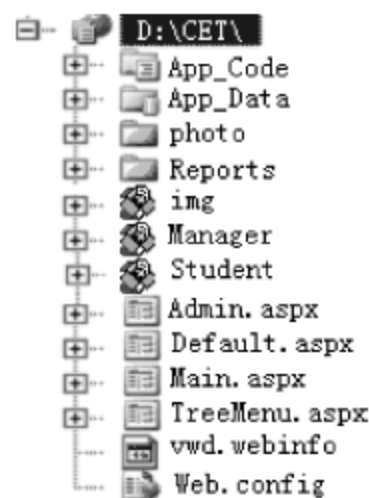 D:\CET\
App_Code
App_Data
photo
Reports
img
Manager
Student
Admin.aspx
Default.aspx
Main.aspx
TreeMenu.aspx
vwd.webinfo
Web.config